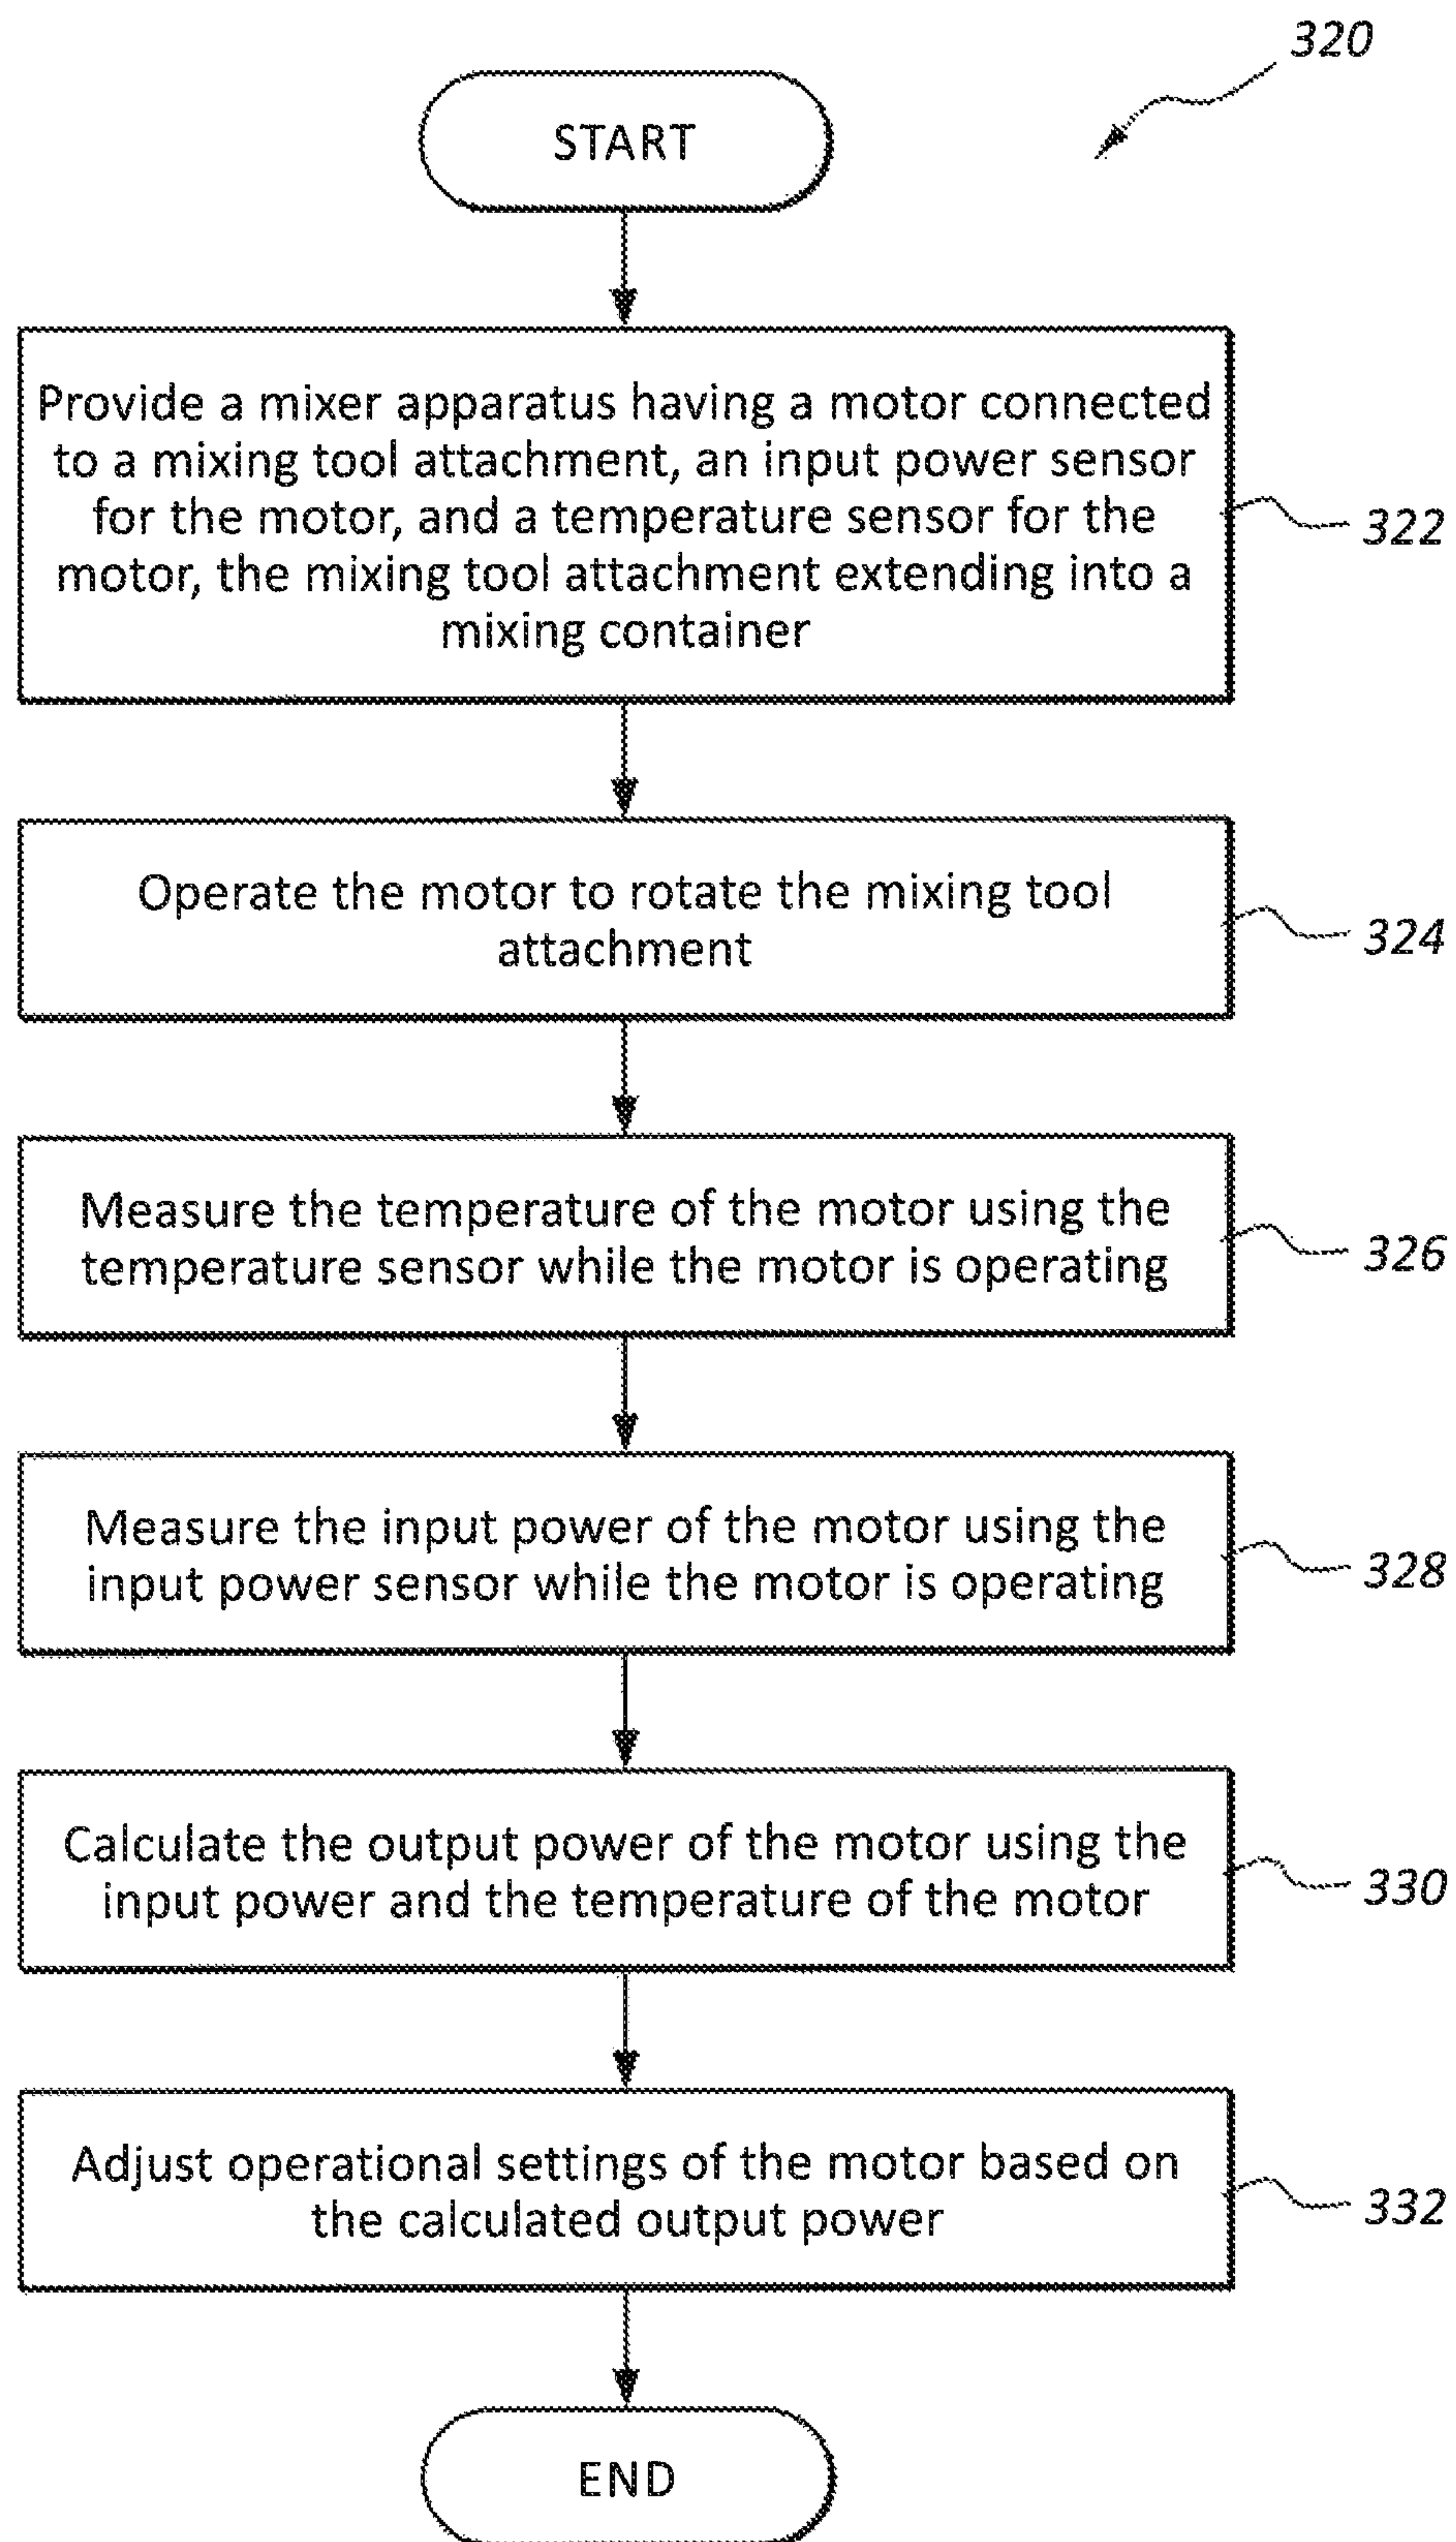 320
START
Provide a mixer apparatus having a motor connected
to a mixing tool attachment, an input power sensor
for the motor, and a temperature sensor for the
motor, the mixing tool attachment extending into a
mixing container
322
Operate the motor to rotate the mixing tool
attachment
324
Measure the temperature of the motor using the
temperature sensor while the motor is operating
326
Measure the input power of the motor using the
input power sensor while the motor is operating
328
Calculate the output power of the motor using the
input power and the temperature of the motor
330
Adjust operational settings of the motor based on
the calculated output power
332
END